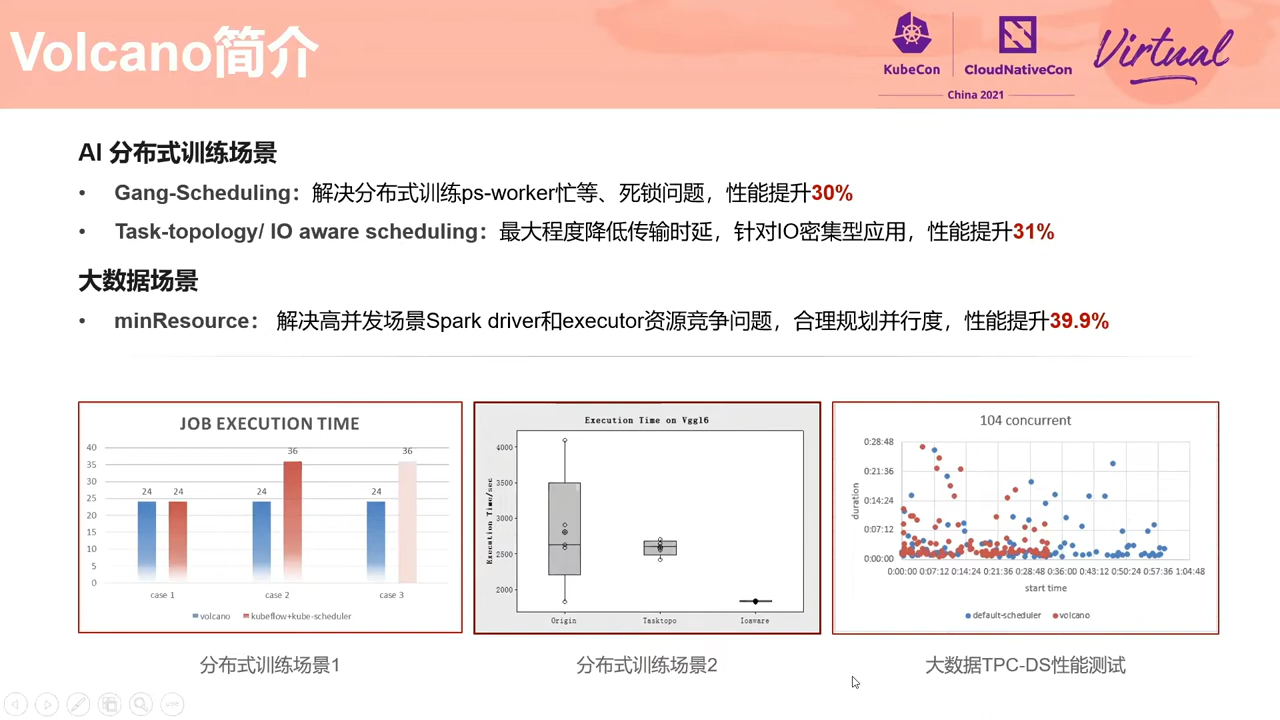 Volcano简介
KubeCon
CloudNativeCon
Virtual
China 2021
AI 分布式训练场景
• Gang-Scheduling：解决分布式训练ps-worker忙等、死锁问题，性能提升30%
• Task-topology/ IO aware scheduling：最大程度降低传输时延，针对IO密集型应用，性能提升31%
大数据场景
• minResource： 解决高并发场景Spark driver和executor资源竞争问题，合理规划并行度，性能提升39.9%
JOB EXECUTION TIME
40
35
30
25
20
15
10
5
0
24 24
24 36
24 36
case 1 case 2 case 3
volcano kubeflow+kube-scheduler
Execution Time on Vgg16
Execution Time/sec
4000
3500
3000
2500
2000
Origin Tasktopo Ioaware
104 concurrent
duration
0:28:48
0:21:36
0:14:24
0:07:12
0:00:00
0:00:00 0:07:12 0:14:24 0:21:36 0:28:48 0:36:00 0:43:12 0:50:24 0:57:36 1:04:48
start time
default-scheduler volcano
分布式训练场景1
分布式训练场景2
大数据TPC-DS性能测试